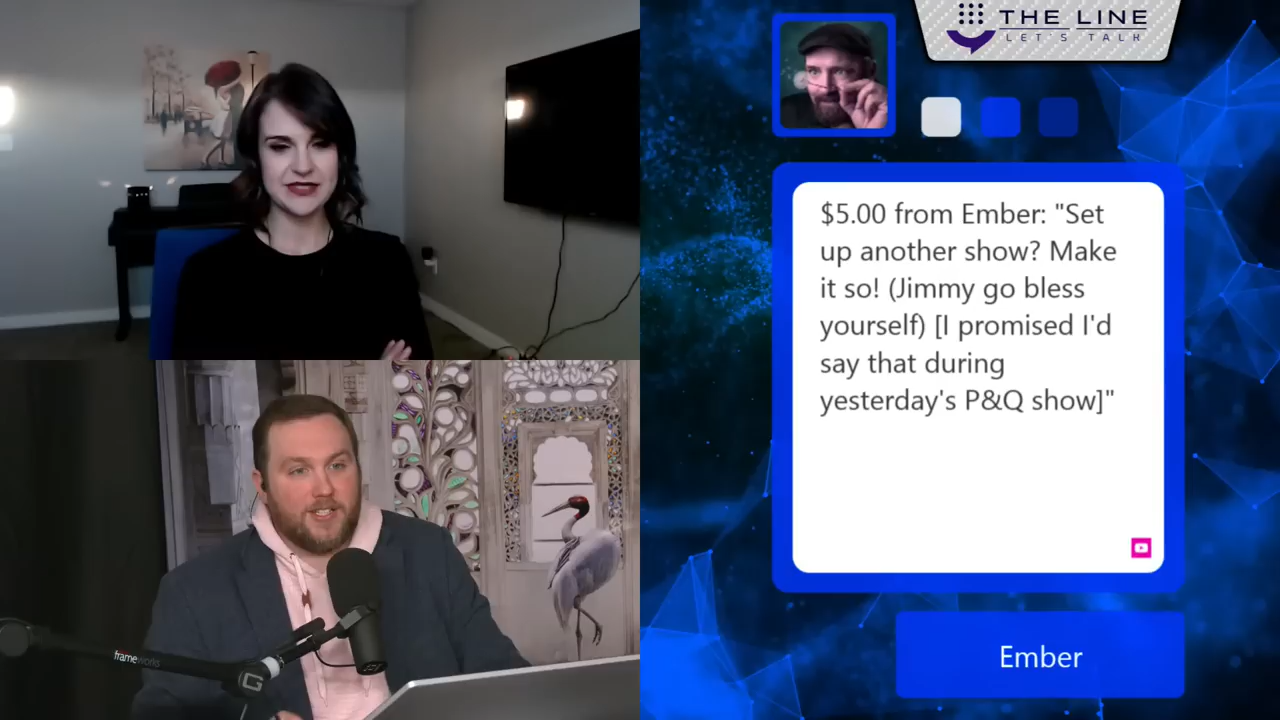 THE LINE
LET'S TALK
$5.00 from Ember: "Set
up another show? Make
it so! (Jimmy go bless
yourself) [I promised I'd
say that during
yesterday's P&Q show]"
Ember
frameworks
G